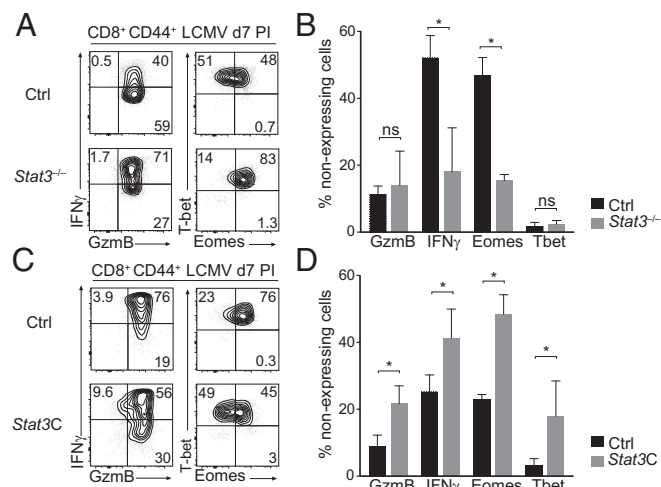 A
CD8+ CD44+ LCMV d7 PI
Ctrl
0.5 40
59
51 48
0.7
Stat3–/–
1.7 71
27
14 83
1.3
IFNγ
GzmB
T-bet
Eomes
B
% non-expressing cells
60
40
20
0
ns
*
*
ns
GzmB IFNγ Eomes Tbet
Ctrl
Stat3–/–
C
CD8+ CD44+ LCMV d7 PI
Ctrl
3.9 76
19
23 76
0.3
Stat3C
9.6 56
30
49 45
3
IFNγ
GzmB
T-bet
Eomes
D
% non-expressing cells
60
40
20
0
*
*
*
*
GzmB IFNγ Eomes Tbet
Ctrl
Stat3C